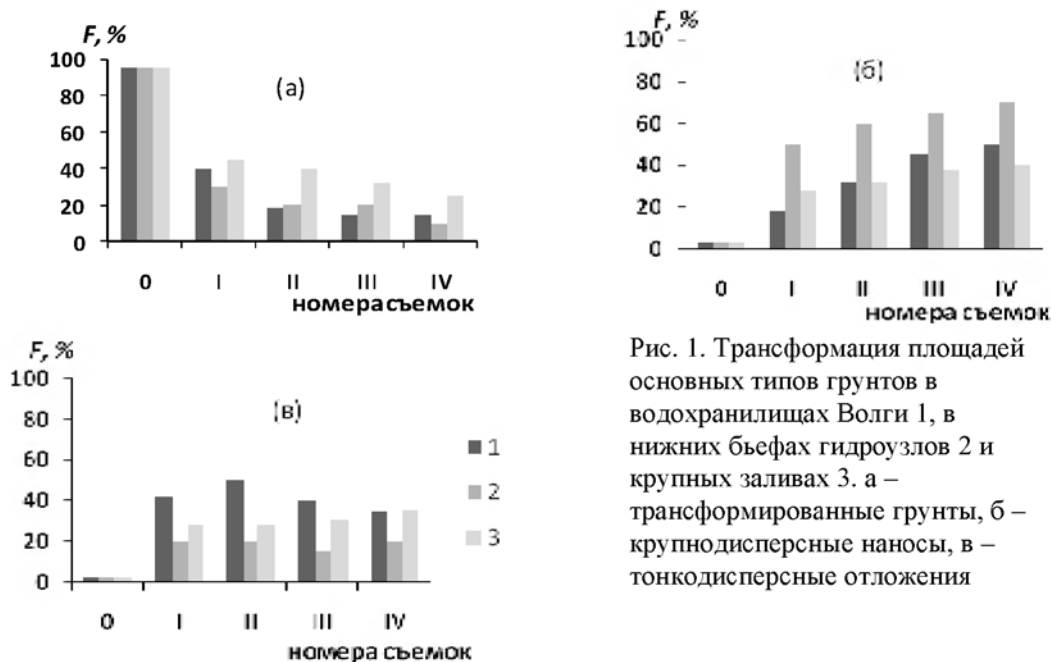 F, %
100
80
60
40
20
0
(а)
0 I II III IV
номерасъемок
F, %
100
80
60
40
20
0
(б)
0 I II III IV
номера съемок
F, %
100
80
60
40
20
0
(в)
1
2
3
0 I II III IV
номера съемок
Рис. 1. Трансформация площадей
основных типов грунтов в
водохранилищах Волги 1, в
нижних бьефах гидроузлов 2 и
крупных заливах 3. а –
трансформированные грунты, б –
крупнодисперсные наносы, в –
тонкодисперсные отложения